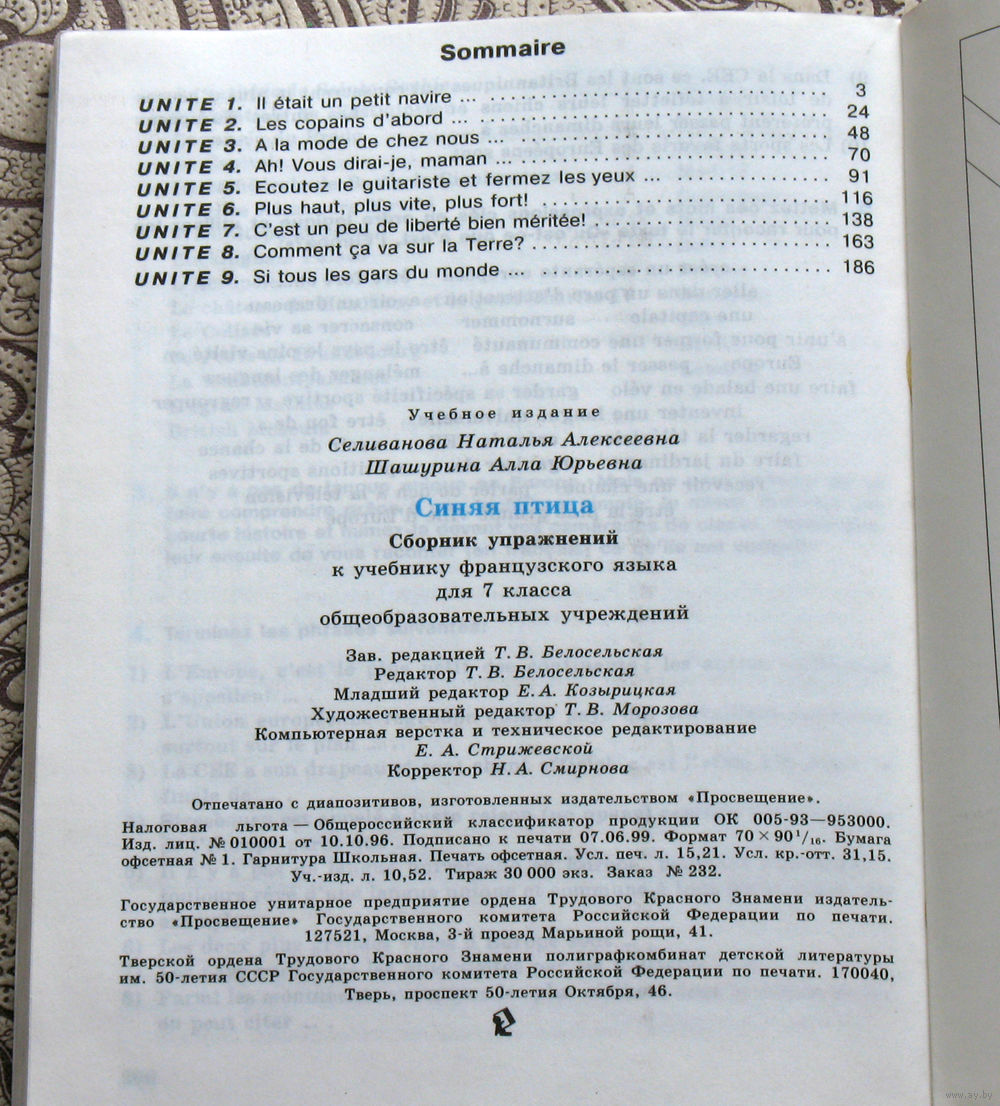 Sommaire
UNITE 1. Il était un petit navire ... 3
UNITE 2. Les copains d'abord ... 24
UNITE 3. A la mode de chez nous ... 48
UNITE 4. Ah! Vous dirai-je, maman ... 70
UNITE 5. Ecoutez le guitariste et fermez les yeux ... 91
UNITE 6. Plus haut, plus vite, plus fort! ... 116
UNITE 7. C'est un peu de liberté bien méritée! ... 138
UNITE 8. Comment ça va sur la Terre? ... 163
UNITE 9. Si tous les gars du monde ... 186
Учебное издание
Селиванова Наталья Алексеевна
Шашурина Алла Юрьевна
Синяя птица
Сборник упражнений
к учебнику французского языка
для 7 класса
общеобразовательных учреждений
Зав. редакцией Т. В. Белосельская
Редактор Т. В. Белосельская
Младший редактор Е. А. Козырицкая
Художественный редактор Т. В. Морозова
Компьютерная верстка и техническое редактирование
Е. А. Стрижевской
Корректор Н. А. Смирнова
Отпечатано с диапозитивов, изготовленных издательством «Просвещение».
Налоговая льгота — Общероссийский классификатор продукции ОК 005-93—953000.
Изд. лиц. № 010001 от 10.10.96. Подписано к печати 07.06.99. Формат 70 × 90 1/16. Бумага
офсетная № 1. Гарнитура Школьная. Печать офсетная. Усл. печ. л. 15,21. Усл. кр.-отт. 31,15.
Уч.-изд. л. 10,52. Тираж 30 000 экз. Заказ № 232.
Государственное унитарное предприятие ордена Трудового Красного Знамени издатель-
ство «Просвещение» Государственного комитета Российской Федерации по печати.
127521, Москва, 3-й проезд Марьиной рощи, 41.
Тверской ордена Трудового Красного Знамени полиграфкомбинат детской литературы
им. 50-летия СССР Государственного комитета Российской Федерации по печати. 170040,
Тверь, проспект 50-летия Октября, 46.
www.ay.by